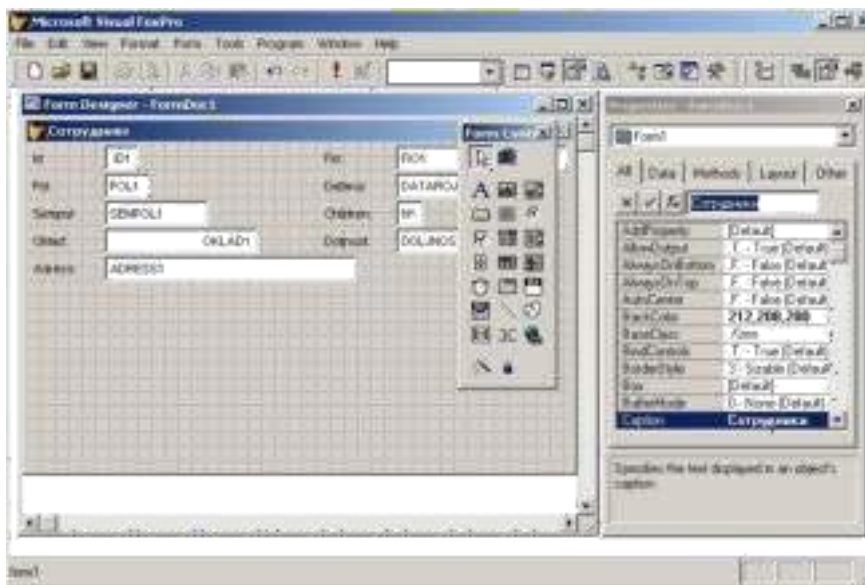 Microsoft Visual FoxPro
File Edit View Format Form Tools Program Window Help
Form Designer - FormDoc1
Сотрудники
Form Controls
Form1
All Data Methods Layout Other
Id ID1 Fio FIO1
Pol POL1 DATAROJ
SEMPOL1 Children
Oklad OKLAD1 DOLJNOS
Adress ADRESS1
Сотрудники
AddProperty [Default]
AllowOutput .T. - True (Default)
AlwaysOnBottom .F. - False (Default)
AlwaysOnTop .F. - False (Default)
AutoCenter .F. - False (Default)
BackColor 212,208,200
BaseClass Form
BindControls .T. - True (Default)
BorderStyle 3 - Sizable (Default)
Box [Default]
BufferMode 0 - None (Default)
Caption Сотрудники
Specifies the text displayed in an object's
caption.
form1